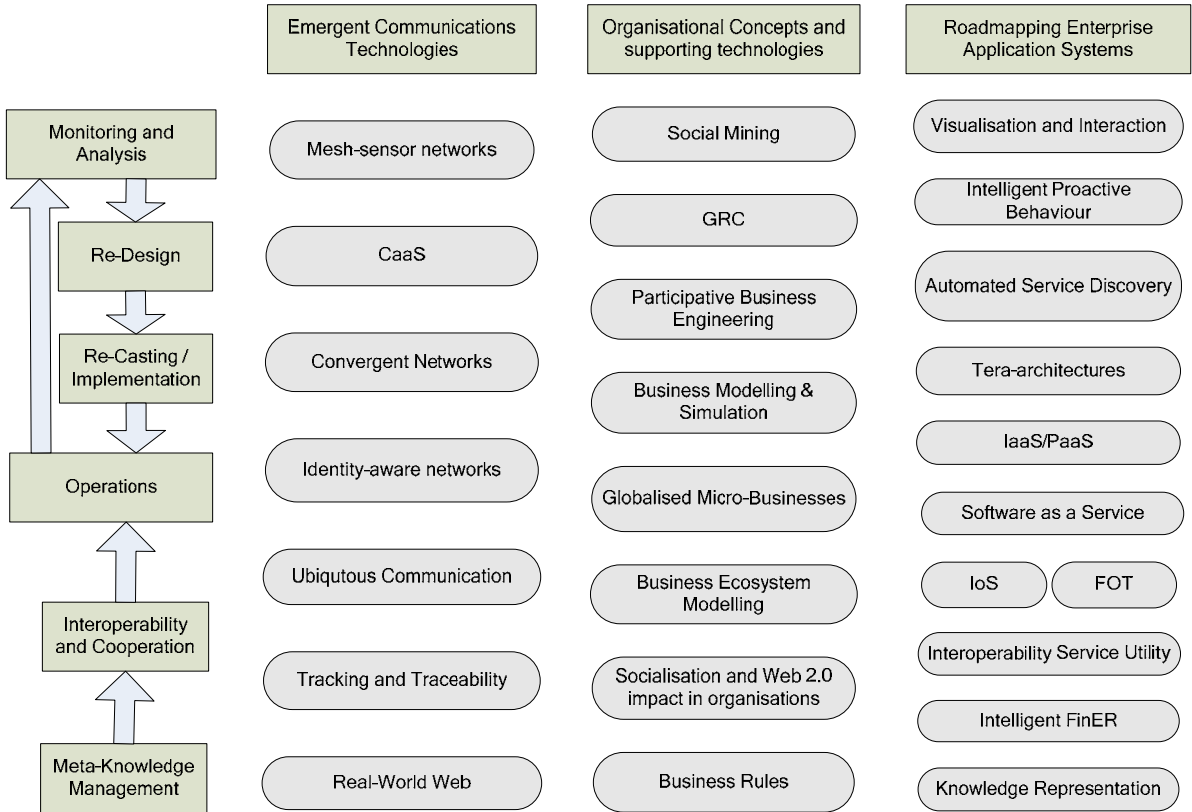 Emergent Communications
Technologies
Organisational Concepts and
supporting technologies
Roadmapping Enterprise
Application Systems
Monitoring and
Analysis
Re-Design
Re-Casting /
Implementation
Operations
Interoperability
and Cooperation
Meta-Knowledge
Management
Mesh-sensor networks
CaaS
Convergent Networks
Identity-aware networks
Ubiqutous Communication
Tracking and Traceability
Real-World Web
Social Mining
GRC
Participative Business
Engineering
Business Modelling &
Simulation
Globalised Micro-Businesses
Business Ecosystem
Modelling
Socialisation and Web 2.0
impact in organisations
Business Rules
Visualisation and Interaction
Intelligent Proactive
Behaviour
Automated Service Discovery
Tera-architectures
IaaS/PaaS
Software as a Service
IoS
FOT
Interoperability Service Utility
Intelligent FinER
Knowledge Representation